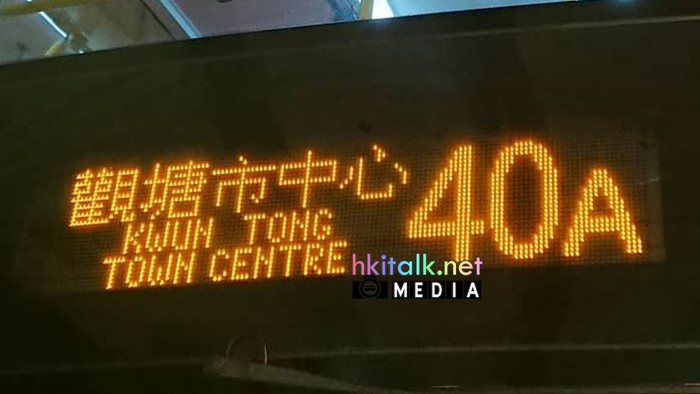 觀塘市中心
KWUN TONG
TOWN CENTRE
40A
hkitalk.net
MEDIA